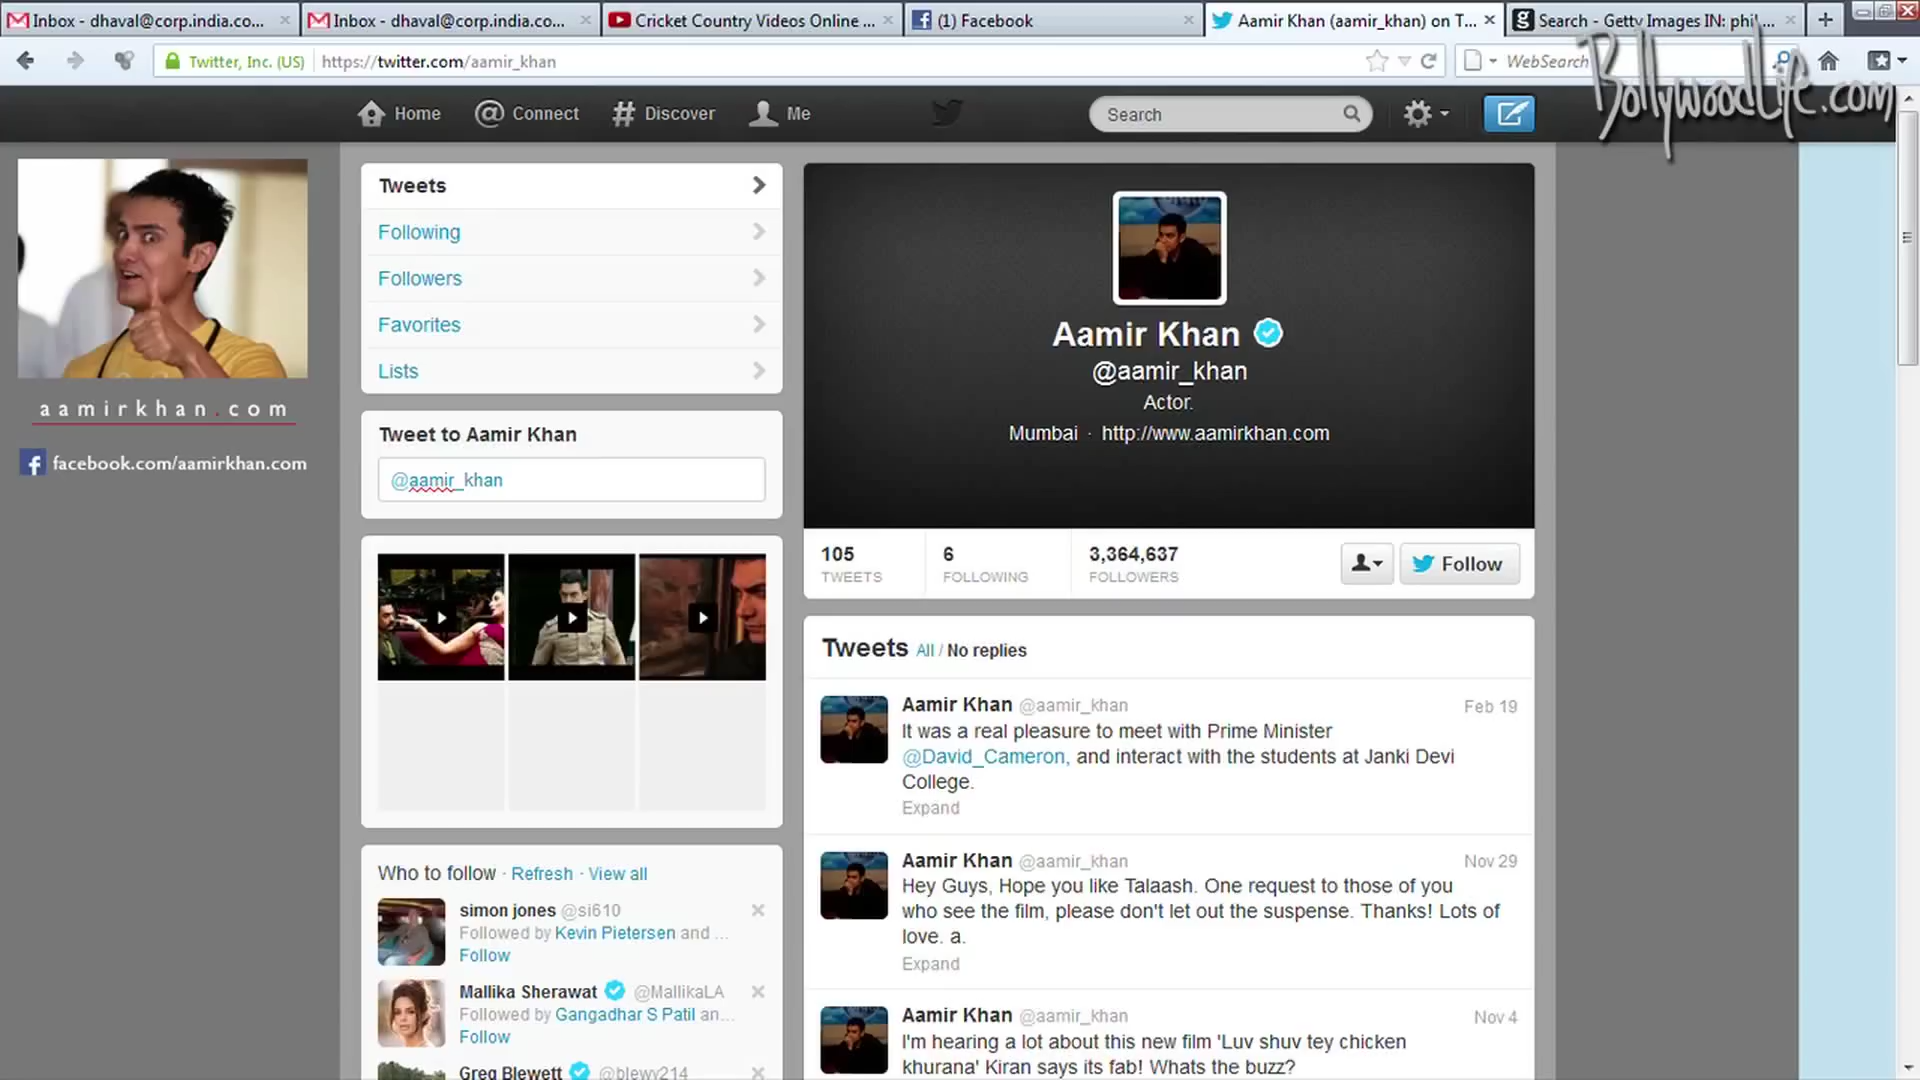 Inbox - dhaval@corp.india.co...
Inbox - dhaval@corp.india.co...
Cricket Country Videos Online ...
(1) Facebook
Aamir Khan (aamir_khan) on T...
Search - Getty Images IN: phil ...
Twitter, Inc. (US)
https://twitter.com/aamir_khan
WebSearch
BollywoodLife.com
Home
Connect
Discover
Me
Search
aamirkhan.com
facebook.com/aamirkhan.com
Tweets
Following
Followers
Favorites
Lists
Tweet to Aamir Khan
@aamir_khan
Who to follow · Refresh · View all
simon jones @si610
Followed by Kevin Pietersen and ...
Follow
Mallika Sherawat @MallikaLA
Followed by Gangadhar S Patil an...
Follow
Greg Blewett @blewy214
Aamir Khan
@aamir_khan
Actor.
Mumbai · http://www.aamirkhan.com
105
TWEETS
6
FOLLOWING
3,364,637
FOLLOWERS
Follow
Tweets All / No replies
Aamir Khan @aamir_khan Feb 19
It was a real pleasure to meet with Prime Minister
@David_Cameron, and interact with the students at Janki Devi
College.
Expand
Aamir Khan @aamir_khan Nov 29
Hey Guys, Hope you like Talaash. One request to those of you
who see the film, please don't let out the suspense. Thanks! Lots of
love. a.
Expand
Aamir Khan @aamir_khan Nov 4
I'm hearing a lot about this new film 'Luv shuv tey chicken
khurana' Kiran says its fab! Whats the buzz?